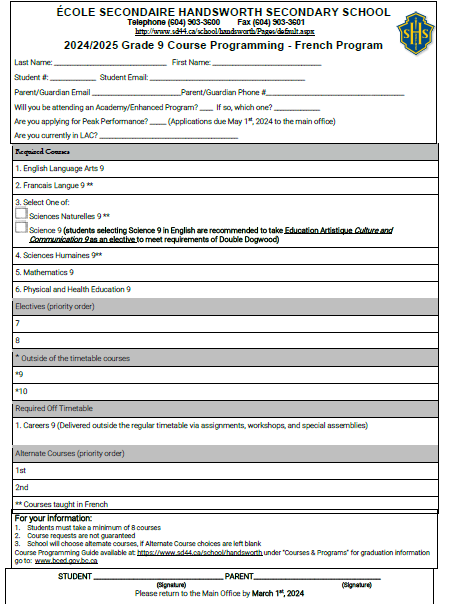 ÉCOLE SECONDAIRE HANDSWORTH SECONDARY SCHOOL
Telephone (604) 903-3600 Fax (604) 903-3601
http://www.sd44.ca/school/handsworth/Pages/default.aspx
2024/2025 Grade 9 Course Programming - French Program
SHS
Last Name: ____________________ First Name: ____________________
Student #: __________ Student Email: ____________________
Parent/Guardian Email ____________________Parent/Guardian Phone #____________________
Will you be attending an Academy/Enhanced Program? ____ If so, which one? ____________________
Are you applying for Peak Performance? _____ (Applications due May 1st, 2024 to the main office)
Are you currently in LAC? ____________________
Required Courses
1. English Language Arts 9
2. Francais Langue 9 **
3. Select One of:
Sciences Naturelles 9 **
Science 9 (students selecting Science 9 in English are recommended to take Education Artistique Culture and
Communication 9 as an elective to meet requirements of Double Dogwood)
4. Sciences Humaines 9**
5. Mathematics 9
6. Physical and Health Education 9
Electives (priority order)
7
8
* Outside of the timetable courses
*9
*10
Required Off Timetable
1. Careers 9 (Delivered outside the regular timetable via assignments, workshops, and special assemblies)
Alternate Courses (priority order)
1st
2nd
** Courses taught in French
For your information:
1. Students must take a minimum of 8 courses
2. Course requests are not guaranteed
3. School will choose alternate courses, if Alternate Course choices are left blank
Course Programming Guide available at: https://www.sd44.ca/school/handsworth under "Courses & Programs" for graduation information
go to: www.bced.gov.bc.ca
STUDENT ____________________ PARENT____________________
(Signature) (Signature)
Please return to the Main Office by March 1st, 2024